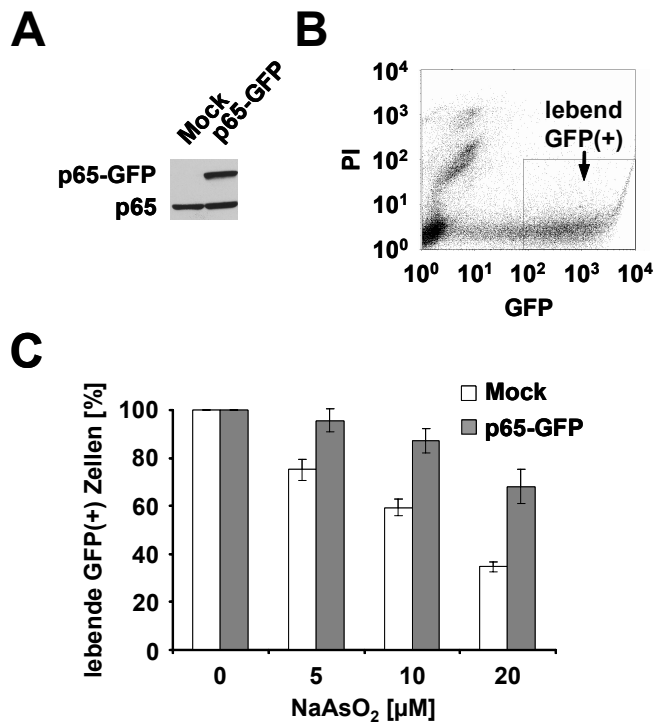 A
Mock
p65-GFP
p65-GFP
p65
B
10⁴
10³
10²
10¹
10⁰
PI
lebend
GFP(+)
10⁰ 10¹ 10² 10³ 10⁴
GFP
C
Mock
p65-GFP
lebende GFP(+) Zellen [%]
100
80
60
40
20
0
0 5 10 20
NaAsO₂ [µM]